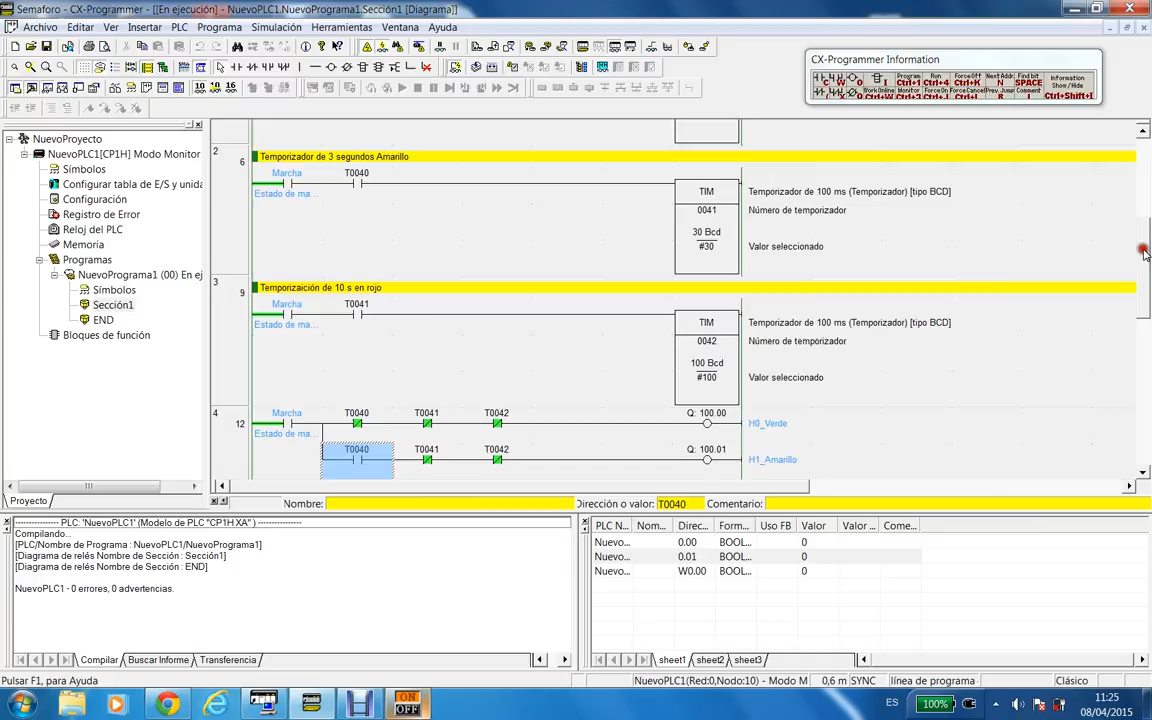 Semaforo - CX-Programmer - [[En ejecución] - NuevoPLC1.NuevoPrograma1.Sección1 [Diagrama]]
Archivo Editar Ver Insertar PLC Programa Simulación Herramientas Ventana Ayuda
CX-Programmer Information
Ctrl+Shift+I
NuevoProyecto
NuevoPLC1[CP1H] Modo Monitor
Símbolos
Configurar tabla de E/S y unida
Configuración
Registro de Error
Reloj del PLC
Memoria
Programas
NuevoPrograma1 (00) En ej
Símbolos
Sección1
END
Bloques de función
Proyecto
2
6
Temporizador de 3 segundos Amarillo
Marcha T0040
Estado de ma...
TIM Temporizador de 100 ms (Temporizador) [tipo BCD]
0041 Número de temporizador
30 Bcd
#30 Valor seleccionado
3
9
Temporizaición de 10 s en rojo
Marcha T0041
Estado de ma...
TIM Temporizador de 100 ms (Temporizador) [tipo BCD]
0042 Número de temporizador
100 Bcd
#100 Valor seleccionado
4
12
Marcha T0040 T0041 T0042 Q: 100.00
H0_Verde
Estado de ma...
T0040 T0041 T0042 Q: 100.01
H1_Amarillo
Nombre: Dirección o valor: T0040 Comentario:
---------------- PLC: 'NuevoPLC1' (Modelo de PLC "CP1H XA" ) ----------------
Compilando...
[PLC/Nombre de Programa : NuevoPLC1/NuevoPrograma1]
[Diagrama de relés Nombre de Sección : Sección1]
[Diagrama de relés Nombre de Sección : END]
NuevoPLC1 - 0 errores, 0 advertencias.
Compilar Buscar Informe Transferencia
PLC N... Nom... Direc... Form... Uso FB Valor Valor ... Come...
Nuevo... 0.00 BOOL... 0
Nuevo... 0.01 BOOL... 0
Nuevo... W0.00 BOOL... 0
sheet1 sheet2 sheet3
Pulsar F1, para Ayuda
NuevoPLC1(Red:0,Nodo:10) - Modo M 0,6 m SYNC línea de programa Clásico
ON
OFF
ES 100% 11:25
08/04/2015